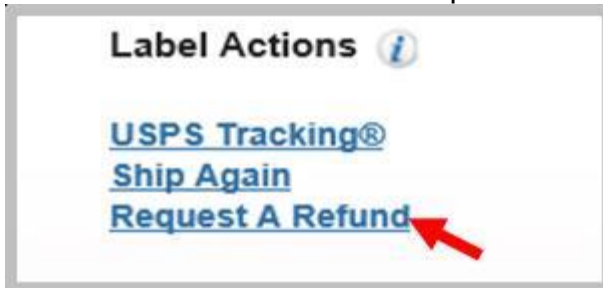 Label Actions i
USPS Tracking®
Ship Again
Request A Refund